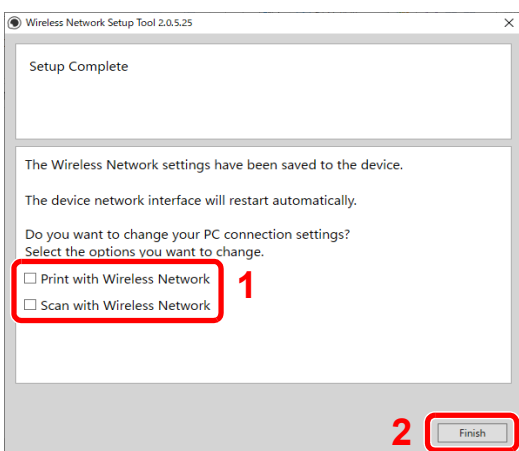 Wireless Network Setup Tool 2.0.5.25
Setup Complete
The Wireless Network settings have been saved to the device.
The device network interface will restart automatically.
Do you want to change your PC connection settings?
Select the options you want to change.
Print with Wireless Network
1
Scan with Wireless Network
2
Finish